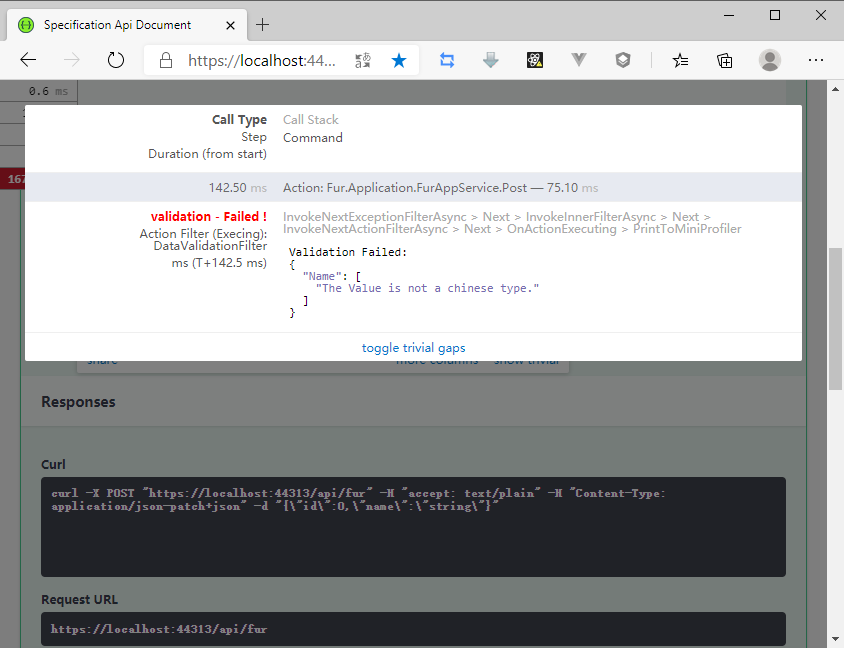 Specification Api Document
https://localhost:44...
0.6 ms
167
Call Type Call Stack
Step Command
Duration (from start)
142.50 ms Action: Fur.Application.FurAppService.Post — 75.10 ms
validation - Failed !
Action Filter (Execing):
DataValidationFilter
ms (T+142.5 ms)
InvokeNextExceptionFilterAsync > Next > InvokeInnerFilterAsync > Next >
InvokeNextActionFilterAsync > Next > OnActionExecuting > PrintToMiniProfiler
Validation Failed:
{
"Name": [
"The Value is not a chinese type."
]
}
toggle trivial gaps
share more columns show trivial
Responses
Curl
curl -X POST "https://localhost:44313/api/fur" -H "accept: text/plain" -H "Content-Type:
application/json-patch+json" -d "{\"id\":0,\"name\":\"string\"}"
Request URL
https://localhost:44313/api/fur